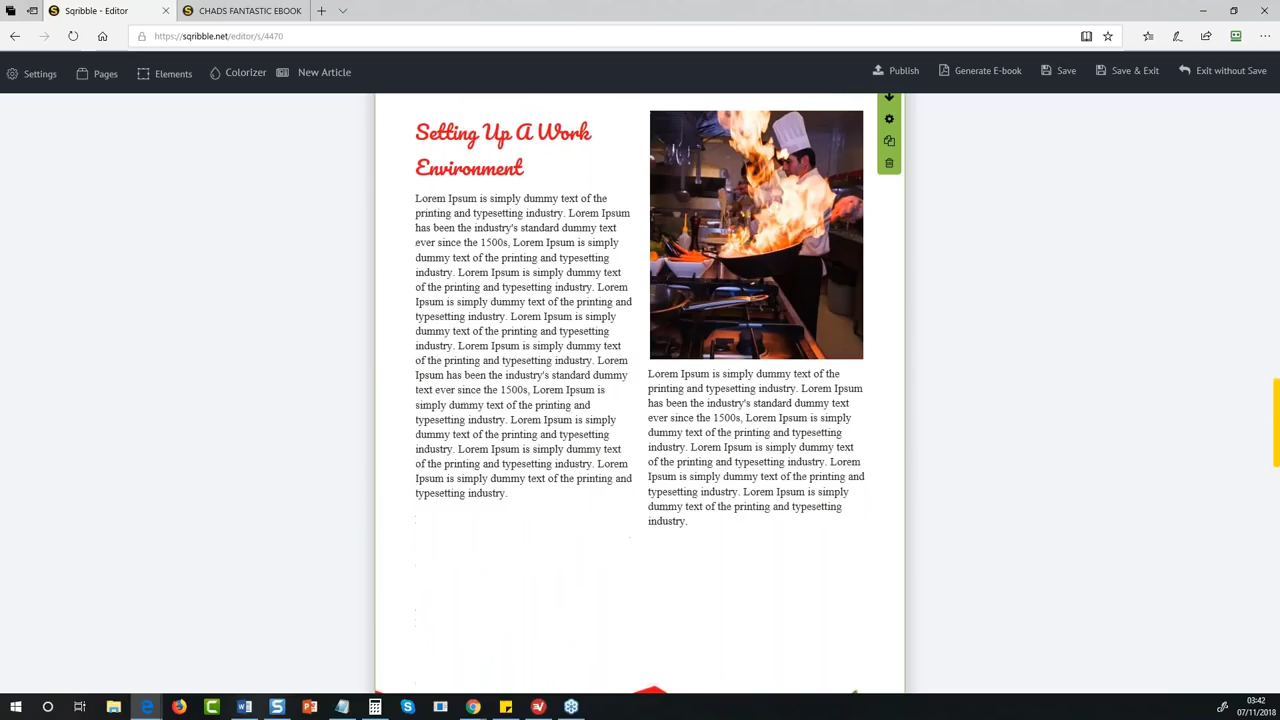 Sqribble - Editor
CHADS FANTASTIC EBOOK
https://sqribble.net/editor/s/4470
Settings
Pages
Elements
Colorizer
New Article
Publish
Generate E-book
Save
Save & Exit
Exit without Save
Setting Up A Work
Environment
Lorem Ipsum is simply dummy text of the
printing and typesetting industry. Lorem Ipsum
has been the industry's standard dummy text
ever since the 1500s, Lorem Ipsum is simply
dummy text of the printing and typesetting
industry. Lorem Ipsum is simply dummy text
of the printing and typesetting industry. Lorem
Ipsum is simply dummy text of the printing and
typesetting industry. Lorem Ipsum is simply
dummy text of the printing and typesetting
industry. Lorem Ipsum is simply dummy text
of the printing and typesetting industry. Lorem
Ipsum has been the industry's standard dummy
text ever since the 1500s, Lorem Ipsum is
simply dummy text of the printing and
typesetting industry. Lorem Ipsum is simply
dummy text of the printing and typesetting
industry. Lorem Ipsum is simply dummy text
of the printing and typesetting industry. Lorem
Ipsum is simply dummy text of the printing and
typesetting industry.
Lorem Ipsum is simply dummy text of the
printing and typesetting industry. Lorem Ipsum
has been the industry's standard dummy text
ever since the 1500s, Lorem Ipsum is simply
dummy text of the printing and typesetting
industry. Lorem Ipsum is simply dummy text
of the printing and typesetting industry. Lorem
Ipsum is simply dummy text of the printing and
typesetting industry. Lorem Ipsum is simply
dummy text of the printing and typesetting
industry.
03:42
07/11/2018